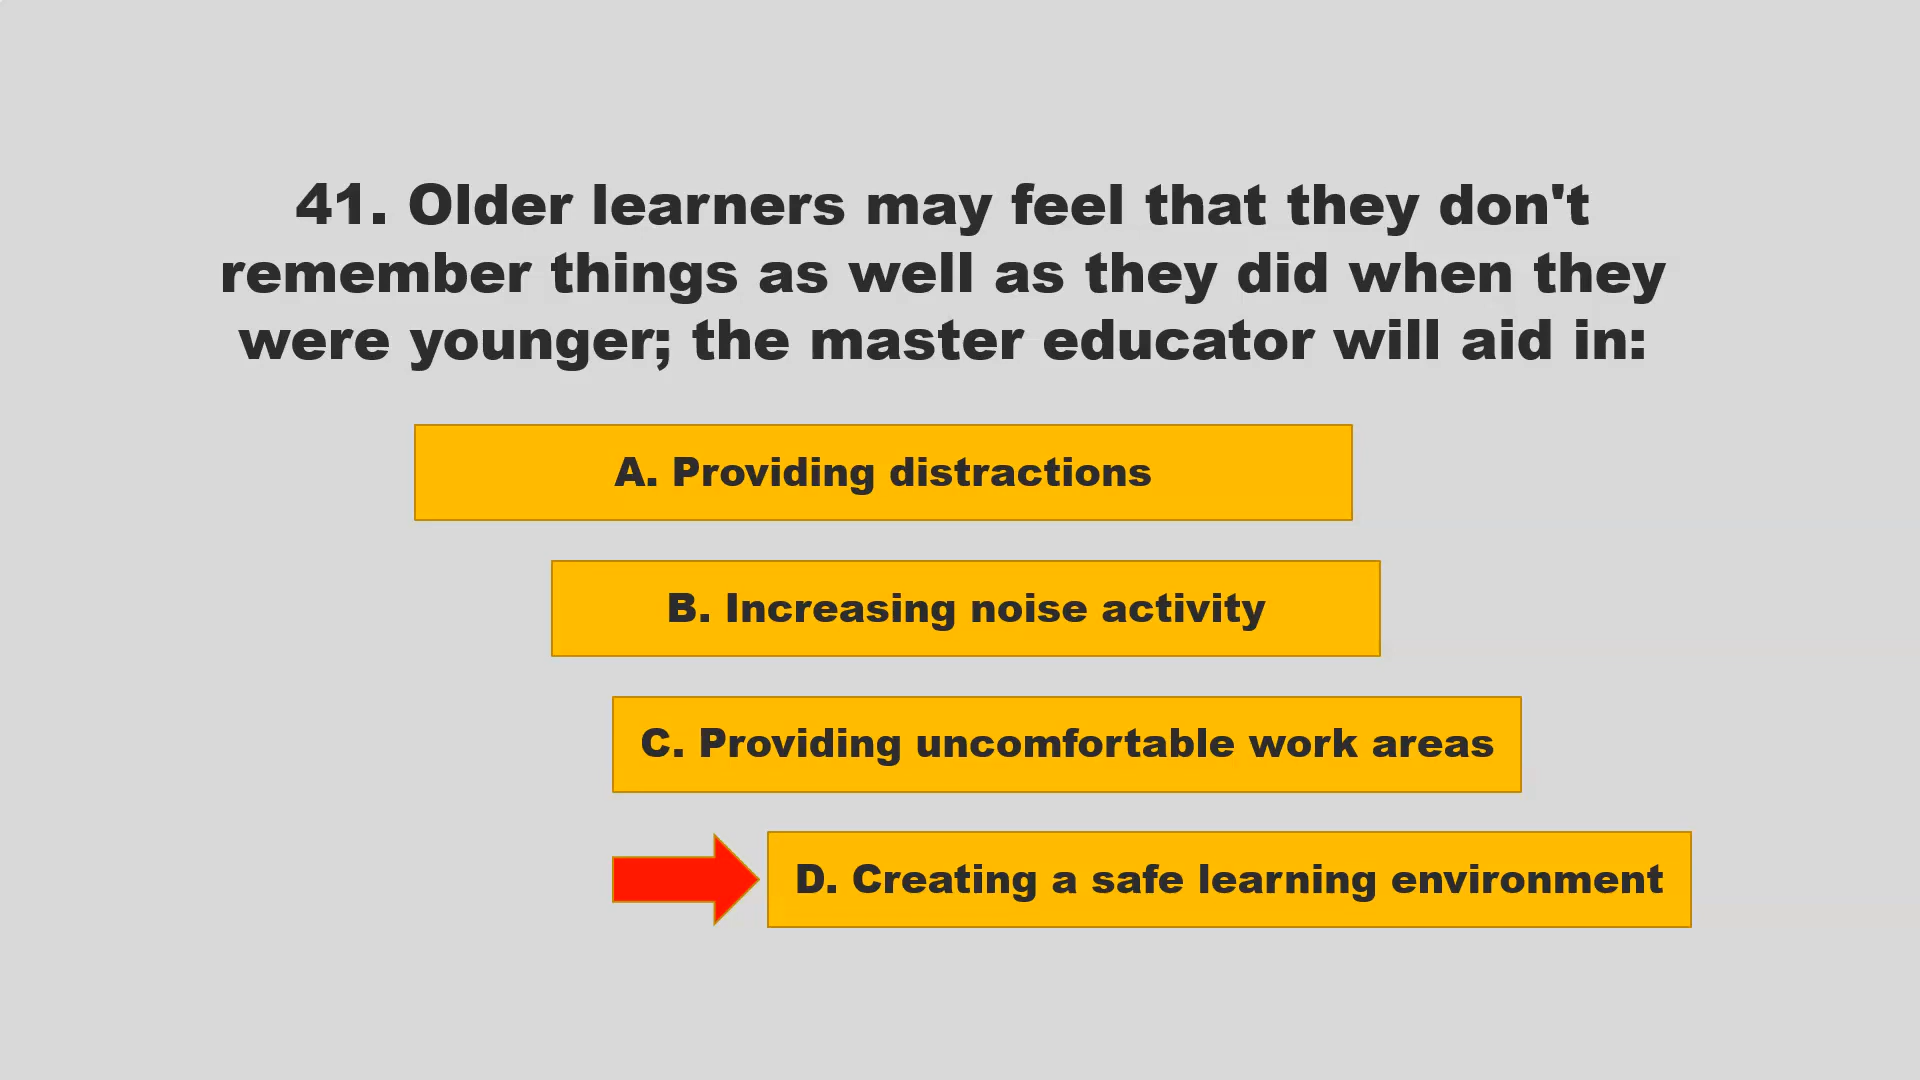 41. Older learners may feel that they don't
remember things as well as they did when they
were younger; the master educator will aid in:
A. Providing distractions
B. Increasing noise activity
C. Providing uncomfortable work areas
D. Creating a safe learning environment